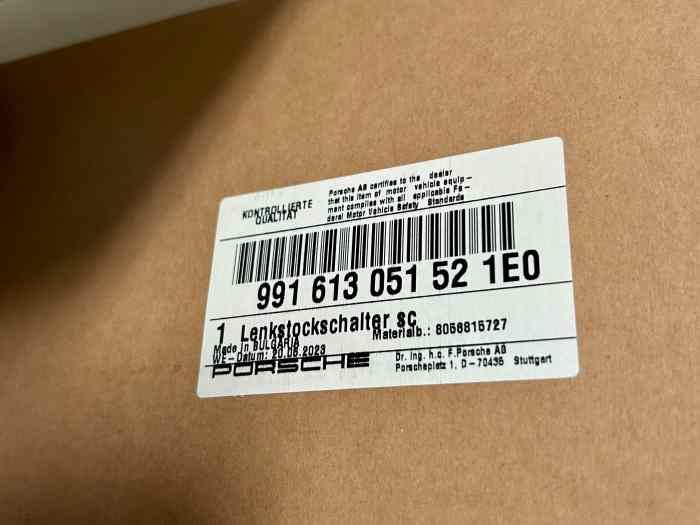 KONTROLLIERTE
QUALITÄT
Porsche AG certifies to the dealer
that this item of motor vehicle equip-
ment complies with all applicable Fe-
deral Motor Vehicle Safety Standards
991 613 051 52 1E0
1 Lenkstockschalter sc
Materialb.: 8056815727
Made in BULGARIA
WE-Datum: 20.08.2023
PORSCHE
Dr. Ing. h.c. F.Porsche AG
Porscheplatz 1, D-70435 Stuttgart